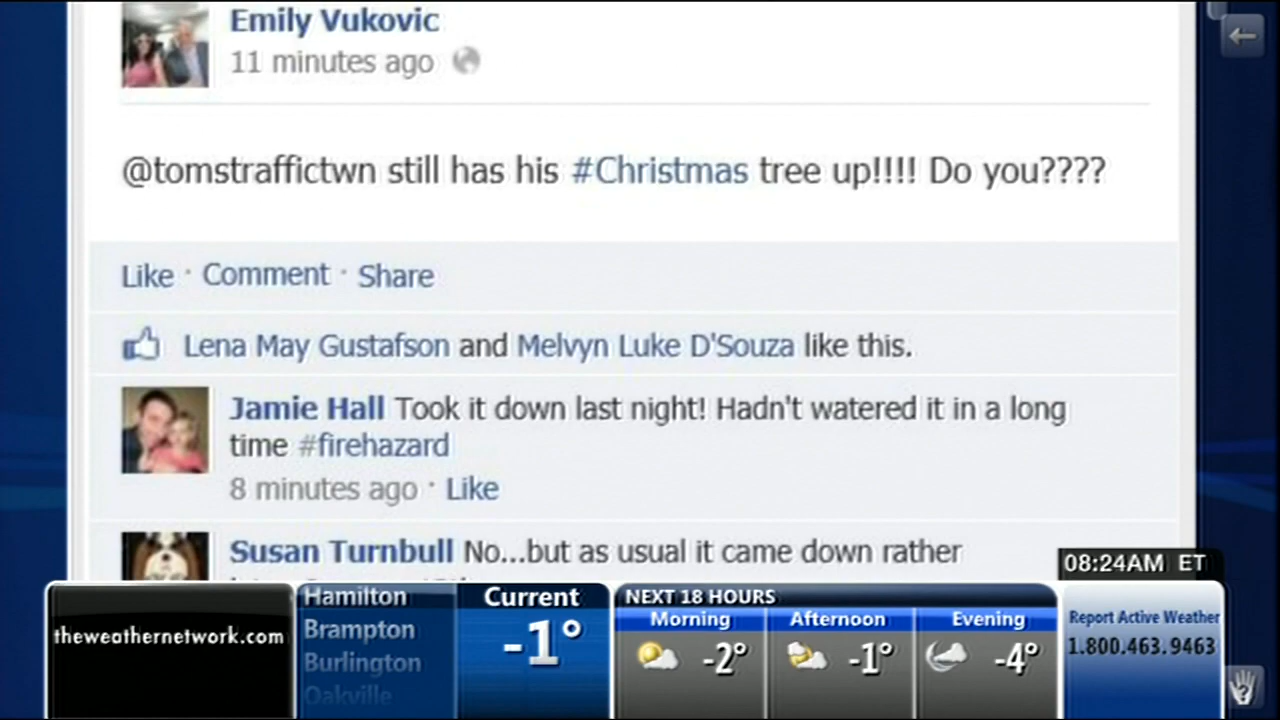 Emily Vukovic
11 minutes ago
@tomstraffictwn still has his #Christmas tree up!!!! Do you????
Like · Comment · Share
Lena May Gustafson and Melvyn Luke D'Souza like this.
Jamie Hall Took it down last night! Hadn't watered it in a long
time #firehazard
8 minutes ago · Like
Susan Turnbull No...but as usual it came down rather
08:24AM ET
theweathernetwork.com
Hamilton
Brampton
Burlington
Oakville
Current
-1°
NEXT 18 HOURS
Morning
-2°
Afternoon
-1°
Evening
-4°
Report Active Weather
1.800.463.9463